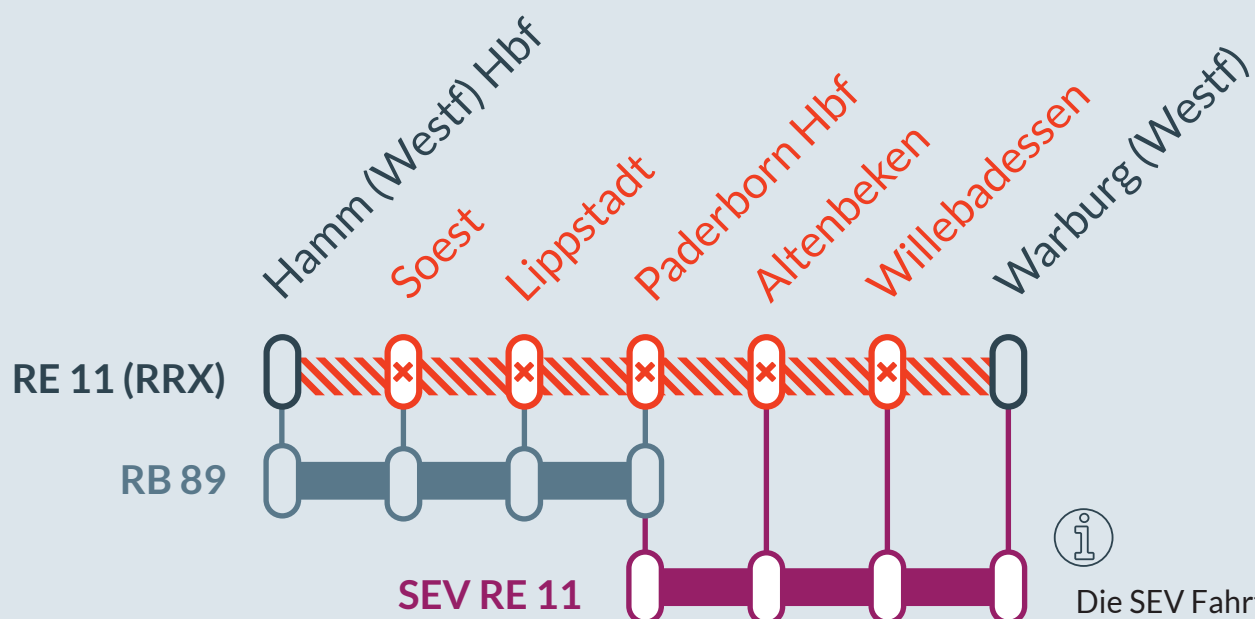 Hamm (Westf) Hbf
Soest
Lippstadt
Paderborn Hbf
Altenbeken
Willebadessen
Warburg (Westf)
RE 11 (RRX)
RB 89
SEV RE 11
Die SEV Fahrt